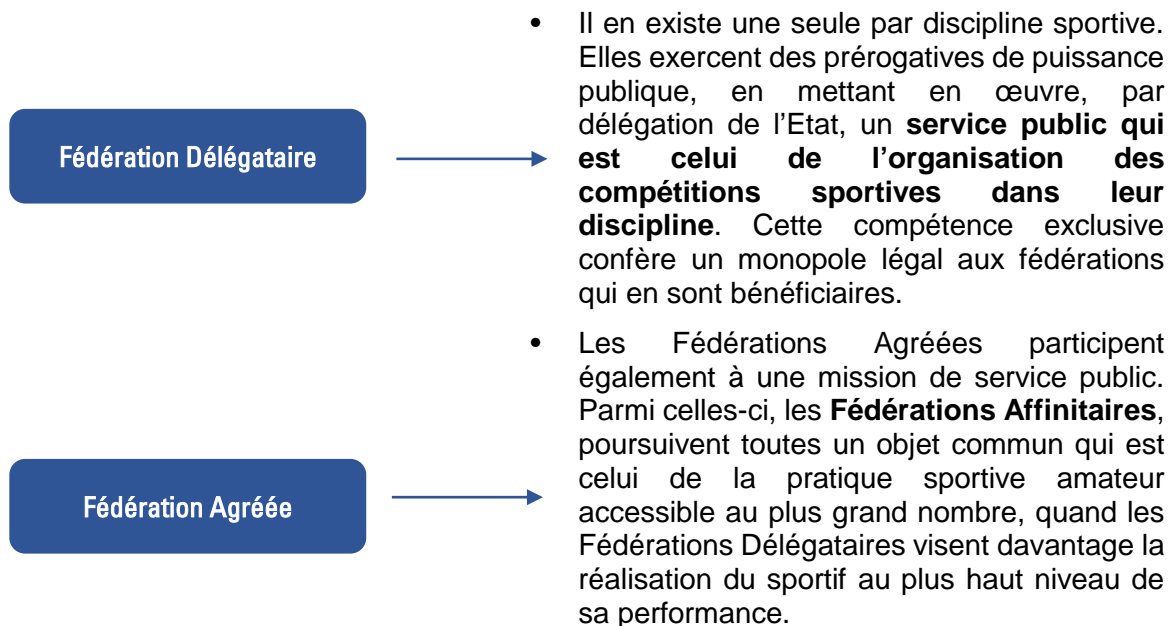 Fédération Délégataire
• Il en existe une seule par discipline sportive.
Elles exercent des prérogatives de puissance
publique, en mettant en œuvre, par
délégation de l’Etat, un service public qui
est celui de l’organisation des
compétitions sportives dans leur
discipline. Cette compétence exclusive
confère un monopole légal aux fédérations
qui en sont bénéficiaires.
Fédération Agréée
• Les Fédérations Agréées participent
également à une mission de service public.
Parmi celles-ci, les Fédérations Affinitaires,
poursuivent toutes un objet commun qui est
celui de la pratique sportive amateur
accessible au plus grand nombre, quand les
Fédérations Délégataires visent davantage la
réalisation du sportif au plus haut niveau de
sa performance.